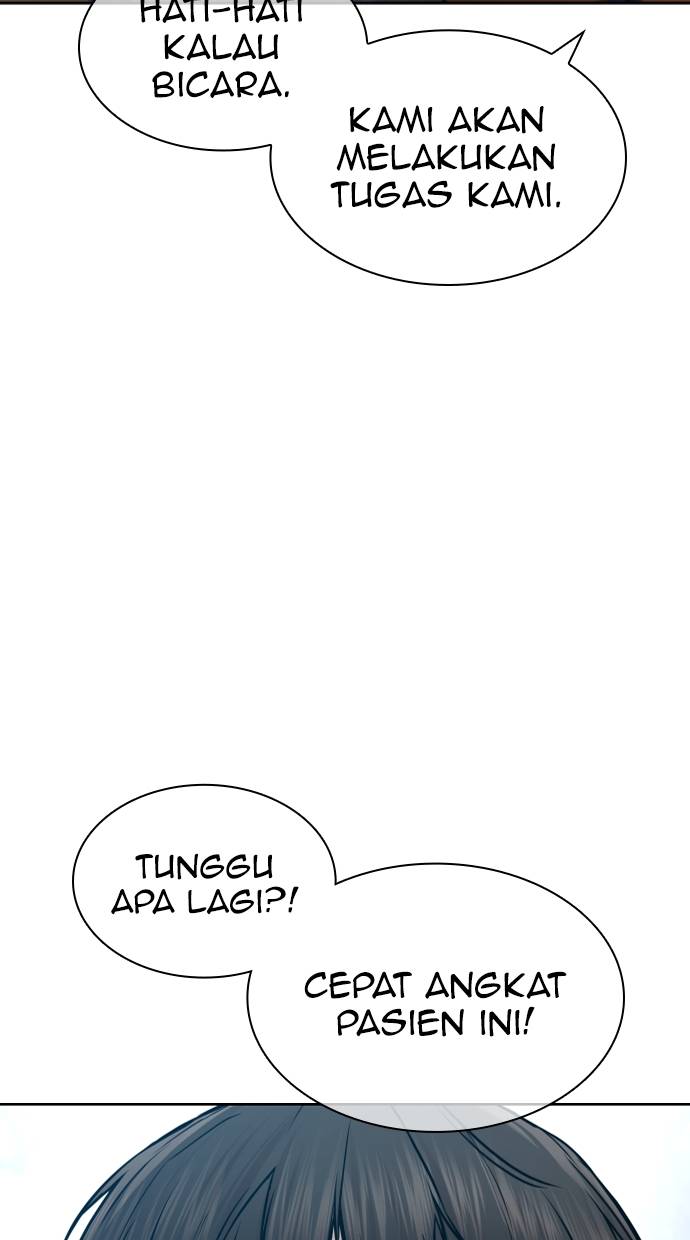 HATI-HATI
KALAU
BICARA.
KAMI AKAN
MELAKUKAN
TUGAS KAMI.
TUNGGU
APA LAGI?!
CEPAT ANGKAT
PASIEN INI!